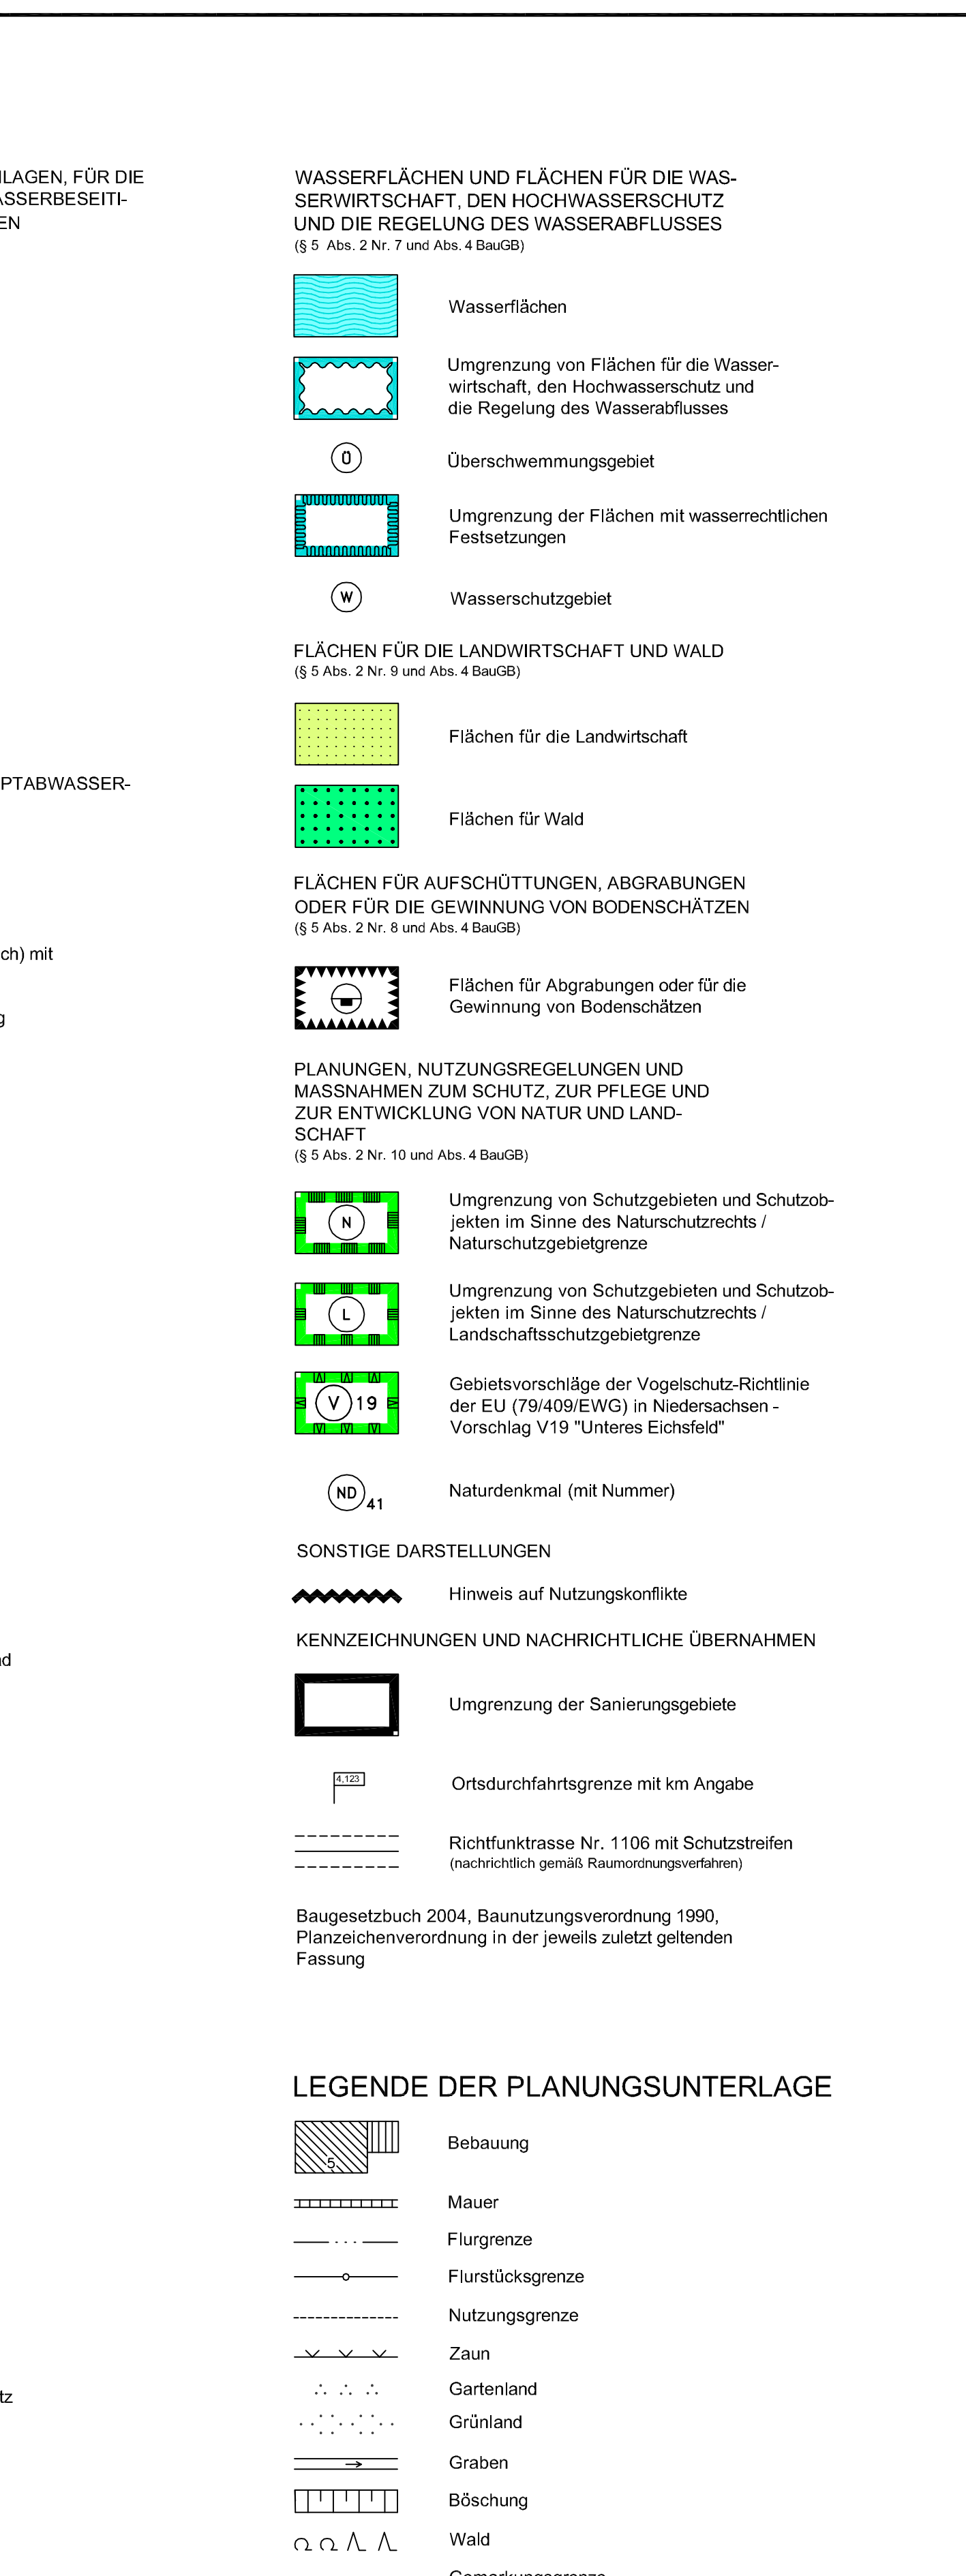 NLAGEN, FÜR DIE
ASSERBESEITI-
EN
PTABWASSER-
ch) mit
g
nd
tz
WASSERFLÄCHEN UND FLÄCHEN FÜR DIE WAS-
SERWIRTSCHAFT, DEN HOCHWASSERSCHUTZ
UND DIE REGELUNG DES WASSERABFLUSSES
(§ 5 Abs. 2 Nr. 7 und Abs. 4 BauGB)
Wasserflächen
Umgrenzung von Flächen für die Wasser-
wirtschaft, den Hochwasserschutz und
die Regelung des Wasserabflusses
Ü
Überschwemmungsgebiet
Umgrenzung der Flächen mit wasserrechtlichen
Festsetzungen
W
Wasserschutzgebiet
FLÄCHEN FÜR DIE LANDWIRTSCHAFT UND WALD
(§ 5 Abs. 2 Nr. 9 und Abs. 4 BauGB)
Flächen für die Landwirtschaft
Flächen für Wald
FLÄCHEN FÜR AUFSCHÜTTUNGEN, ABGRABUNGEN
ODER FÜR DIE GEWINNUNG VON BODENSCHÄTZEN
(§ 5 Abs. 2 Nr. 8 und Abs. 4 BauGB)
Flächen für Abgrabungen oder für die
Gewinnung von Bodenschätzen
PLANUNGEN, NUTZUNGSREGELUNGEN UND
MASSNAHMEN ZUM SCHUTZ, ZUR PFLEGE UND
ZUR ENTWICKLUNG VON NATUR UND LAND-
SCHAFT
(§ 5 Abs. 2 Nr. 10 und Abs. 4 BauGB)
N
Umgrenzung von Schutzgebieten und Schutzob-
jekten im Sinne des Naturschutzrechts /
Naturschutzgebietgrenze
L
Umgrenzung von Schutzgebieten und Schutzob-
jekten im Sinne des Naturschutzrechts /
Landschaftsschutzgebietgrenze
V 19
Gebietsvorschläge der Vogelschutz-Richtlinie
der EU (79/409/EWG) in Niedersachsen -
Vorschlag V19 "Unteres Eichsfeld"
ND 41
Naturdenkmal (mit Nummer)
SONSTIGE DARSTELLUNGEN
Hinweis auf Nutzungskonflikte
KENNZEICHNUNGEN UND NACHRICHTLICHE ÜBERNAHMEN
Umgrenzung der Sanierungsgebiete
4,123
Ortsdurchfahrtsgrenze mit km Angabe
Richtfunktrasse Nr. 1106 mit Schutzstreifen
(nachrichtlich gemäß Raumordnungsverfahren)
Baugesetzbuch 2004, Baunutzungsverordnung 1990,
Planzeichenverordnung in der jeweils zuletzt geltenden
Fassung
LEGENDE DER PLANUNGSUNTERLAGE
5
Bebauung
Mauer
Flurgrenze
Flurstücksgrenze
Nutzungsgrenze
Zaun
Gartenland
Grünland
Graben
Böschung
Wald